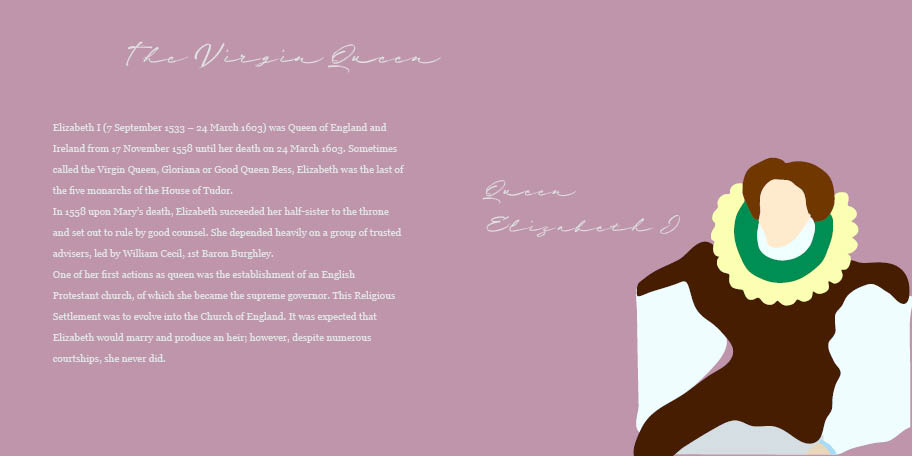 The Virgin Queen
Elizabeth I (7 September 1533 – 24 March 1603) was Queen of England and
Ireland from 17 November 1558 until her death on 24 March 1603. Sometimes
called the Virgin Queen, Gloriana or Good Queen Bess, Elizabeth was the last of
the five monarchs of the House of Tudor.
In 1558 upon Mary's death, Elizabeth succeeded her half-sister to the throne
and set out to rule by good counsel. She depended heavily on a group of trusted
advisers, led by William Cecil, 1st Baron Burghley.
One of her first actions as queen was the establishment of an English
Protestant church, of which she became the supreme governor. This Religious
Settlement was to evolve into the Church of England. It was expected that
Elizabeth would marry and produce an heir; however, despite numerous
courtships, she never did.
Queen
Elizabeth I